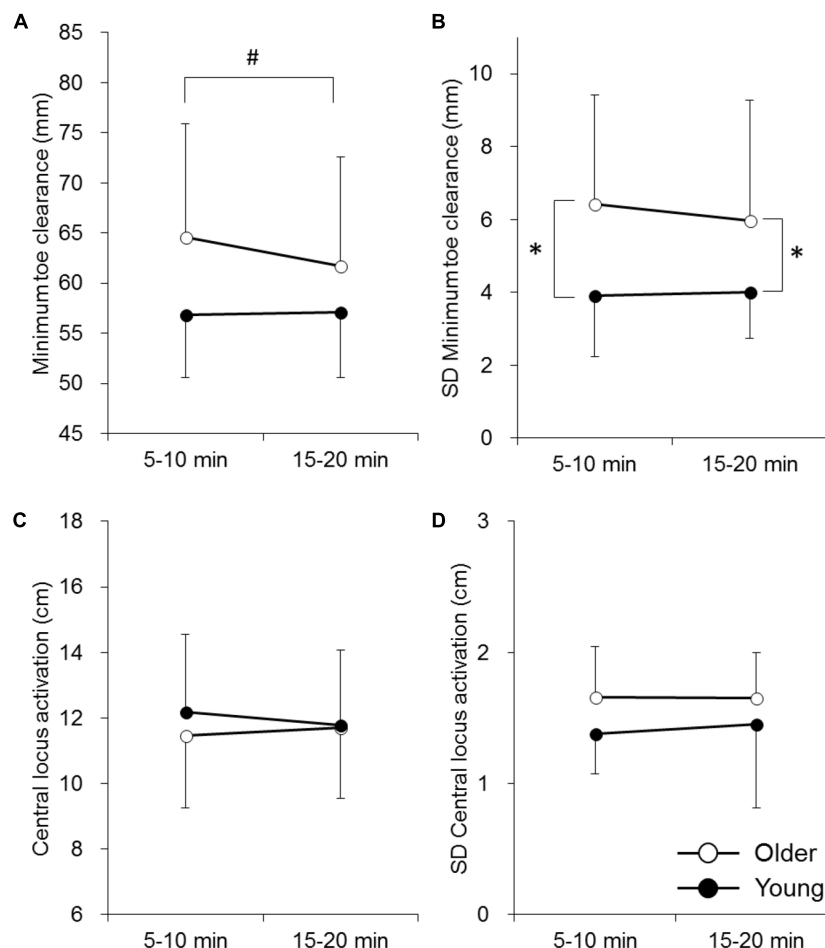 A
Minimum toe clearance (mm)
85
80
75
70
65
60
55
50
45
#
5-10 min
15-20 min
B
SD Minimum toe clearance (mm)
10
8
6
4
2
0
*
*
5-10 min
15-20 min
C
Central locus activation (cm)
18
16
14
12
10
8
6
5-10 min
15-20 min
D
SD Central locus activation (cm)
3
2
1
0
5-10 min
15-20 min
Older
Young